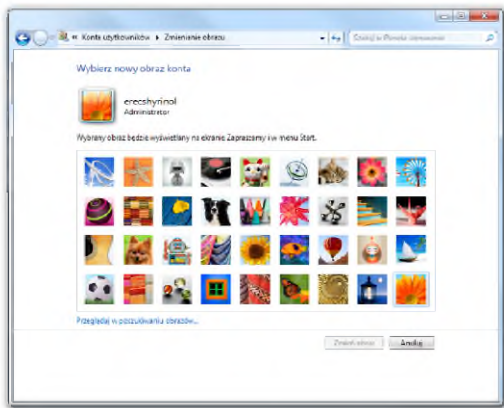 « Konta użytkowników ▸ Zmienianie obrazu
Wybierz nowy obraz konta
erecshyrinol
Administrator
Wybrany obraz będzie wyświetlany na ekranie Zapraszamy i w menu Start.
Przeglądaj w poszukiwaniu obrazów...
Zmień obraz
Anuluj